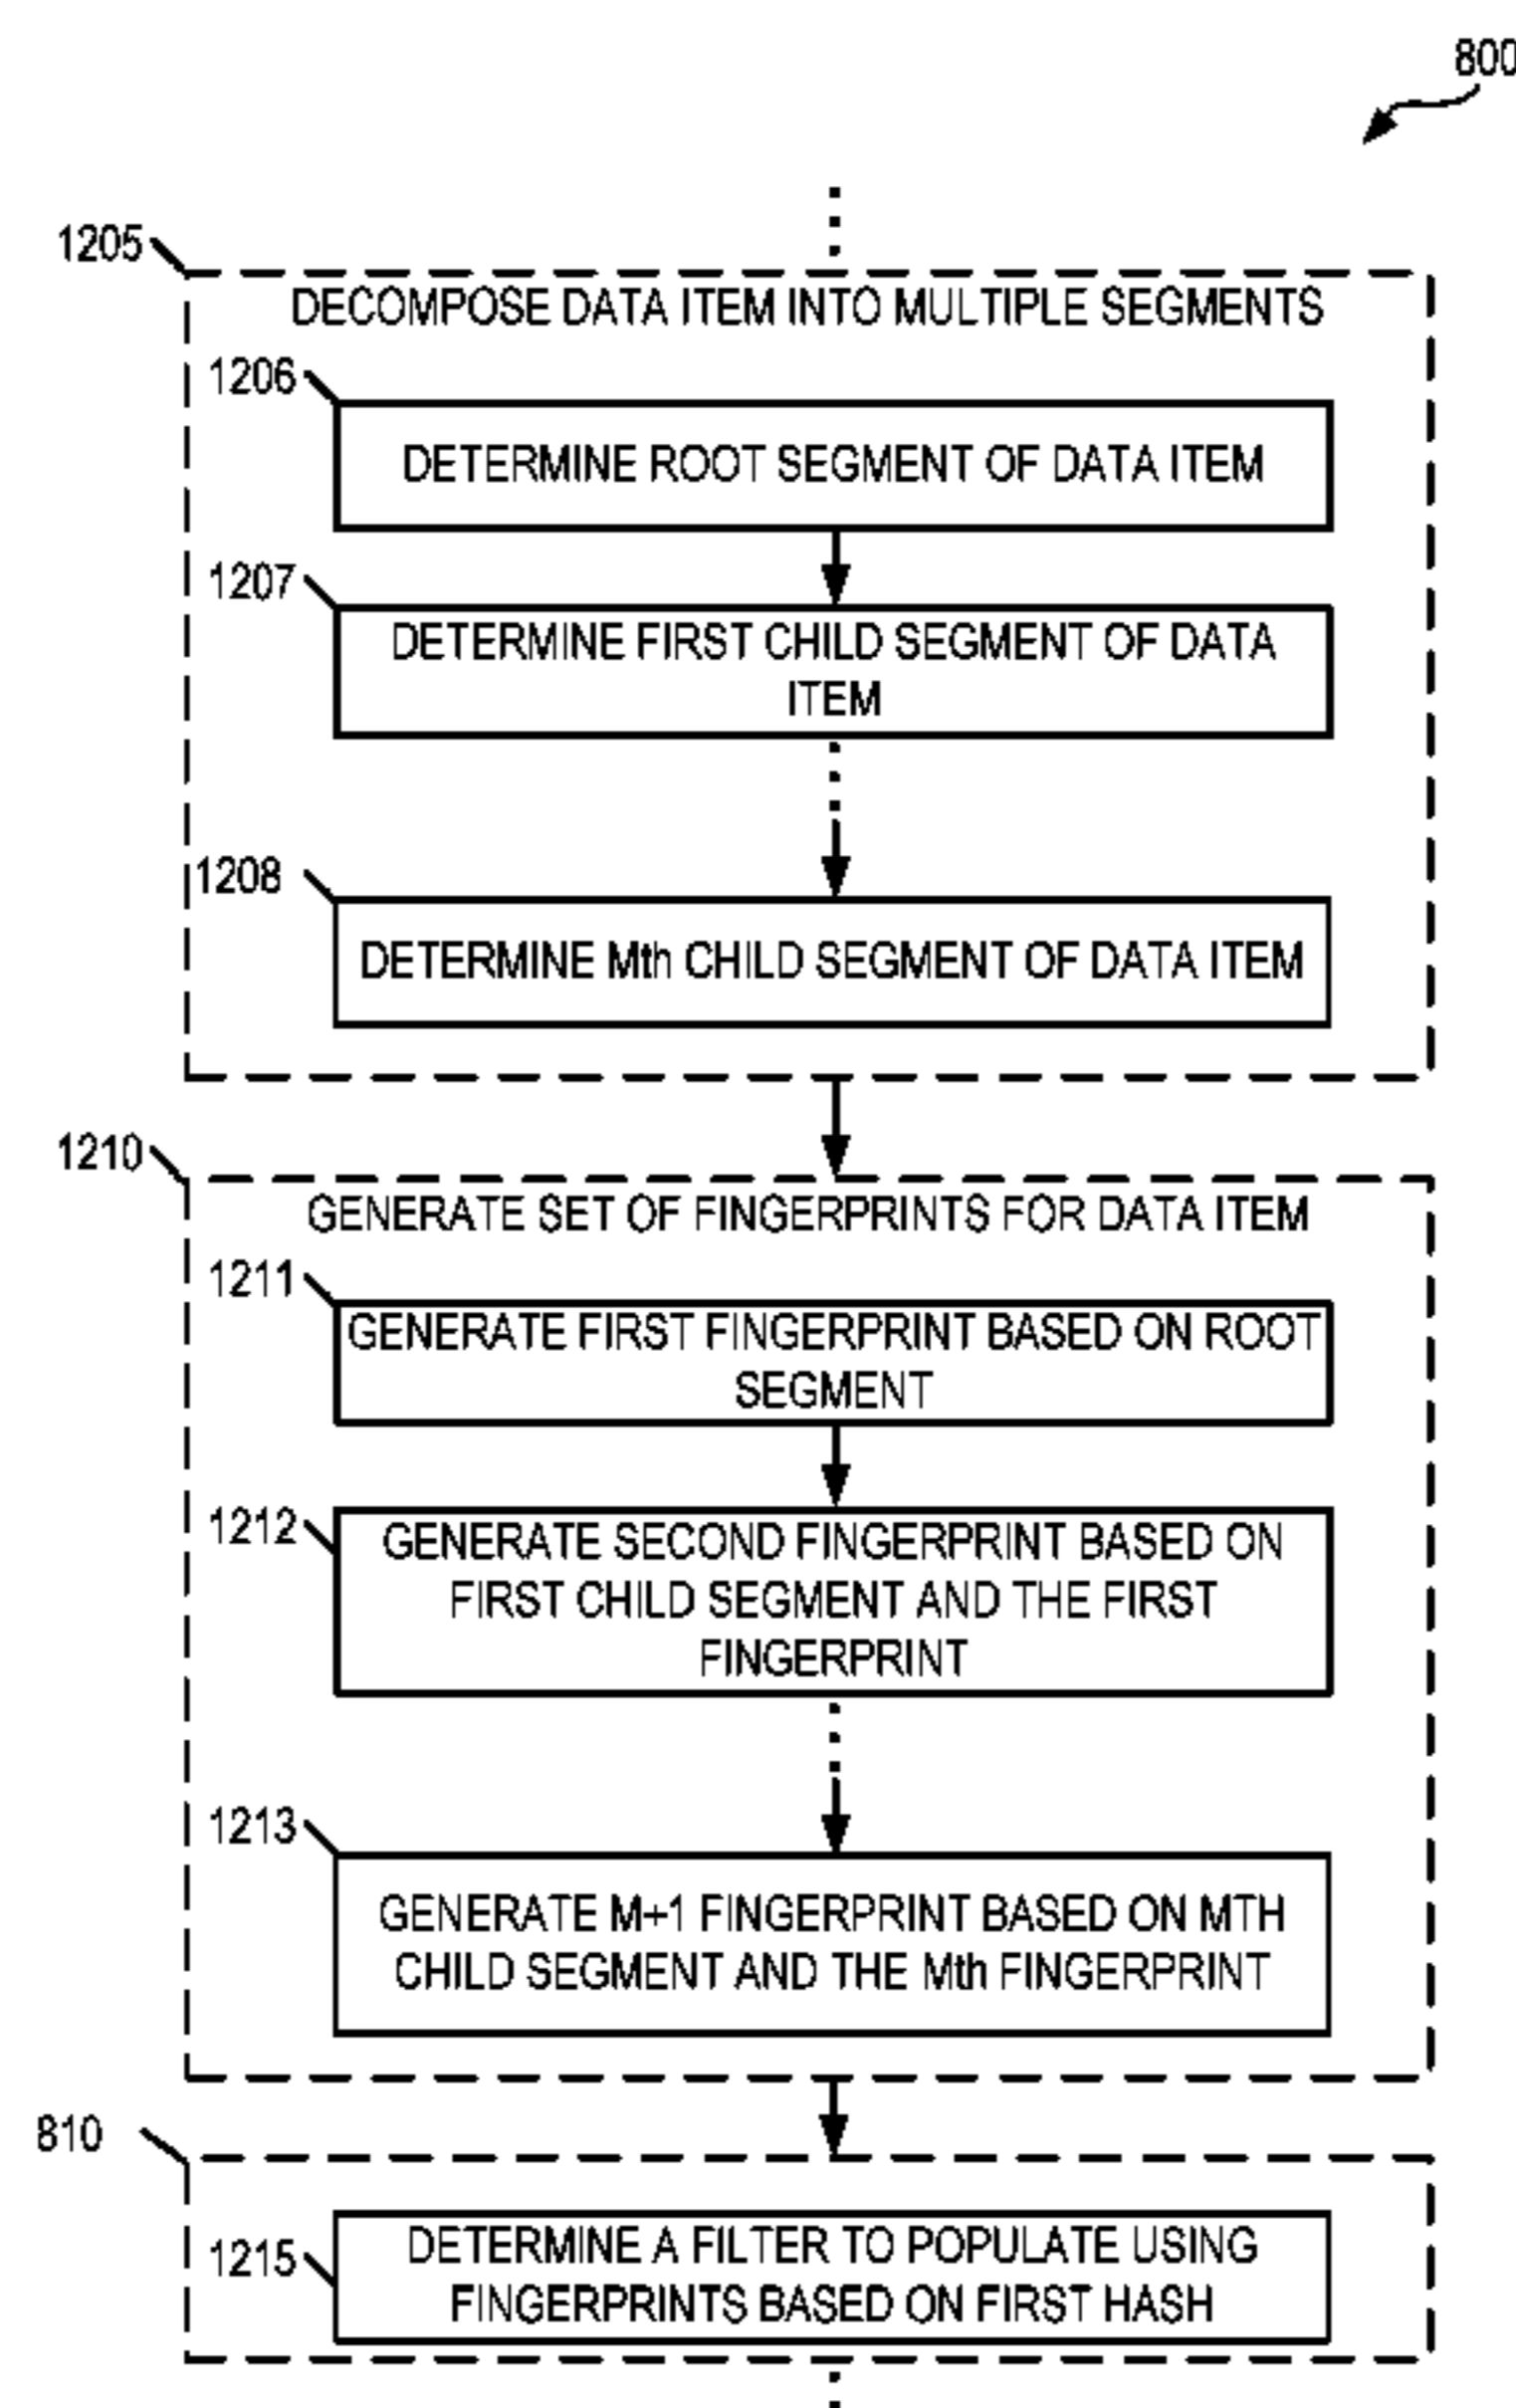 800
1205
DECOMPOSE DATA ITEM INTO MULTIPLE SEGMENTS
1206
DETERMINE ROOT SEGMENT OF DATA ITEM
1207
DETERMINE FIRST CHILD SEGMENT OF DATA
ITEM
1208
DETERMINE Mth CHILD SEGMENT OF DATA ITEM
1210
GENERATE SET OF FINGERPRINTS FOR DATA ITEM
1211
GENERATE FIRST FINGERPRINT BASED ON ROOT
SEGMENT
1212
GENERATE SECOND FINGERPRINT BASED ON
FIRST CHILD SEGMENT AND THE FIRST
FINGERPRINT
1213
GENERATE M+1 FINGERPRINT BASED ON MTH
CHILD SEGMENT AND THE Mth FINGERPRINT
810
1215
DETERMINE A FILTER TO POPULATE USING
FINGERPRINTS BASED ON FIRST HASH